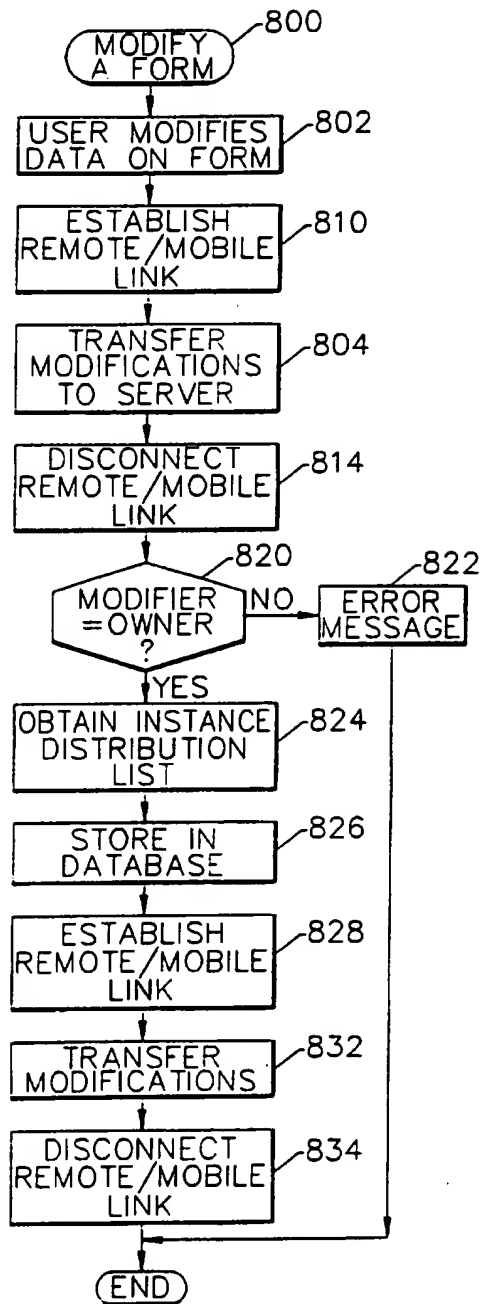 MODIFY
A FORM
800
USER MODIFIES
DATA ON FORM
802
ESTABLISH
REMOTE/MOBILE
LINK
810
TRANSFER
MODIFICATIONS
TO SERVER
804
DISCONNECT
REMOTE/MOBILE
LINK
814
820
MODIFIER
=OWNER
?
NO
822
ERROR
MESSAGE
YES
OBTAIN INSTANCE
DISTRIBUTION
LIST
824
STORE IN
DATABASE
826
ESTABLISH
REMOTE/MOBILE
LINK
828
TRANSFER
MODIFICATIONS
832
DISCONNECT
REMOTE/MOBILE
LINK
834
END